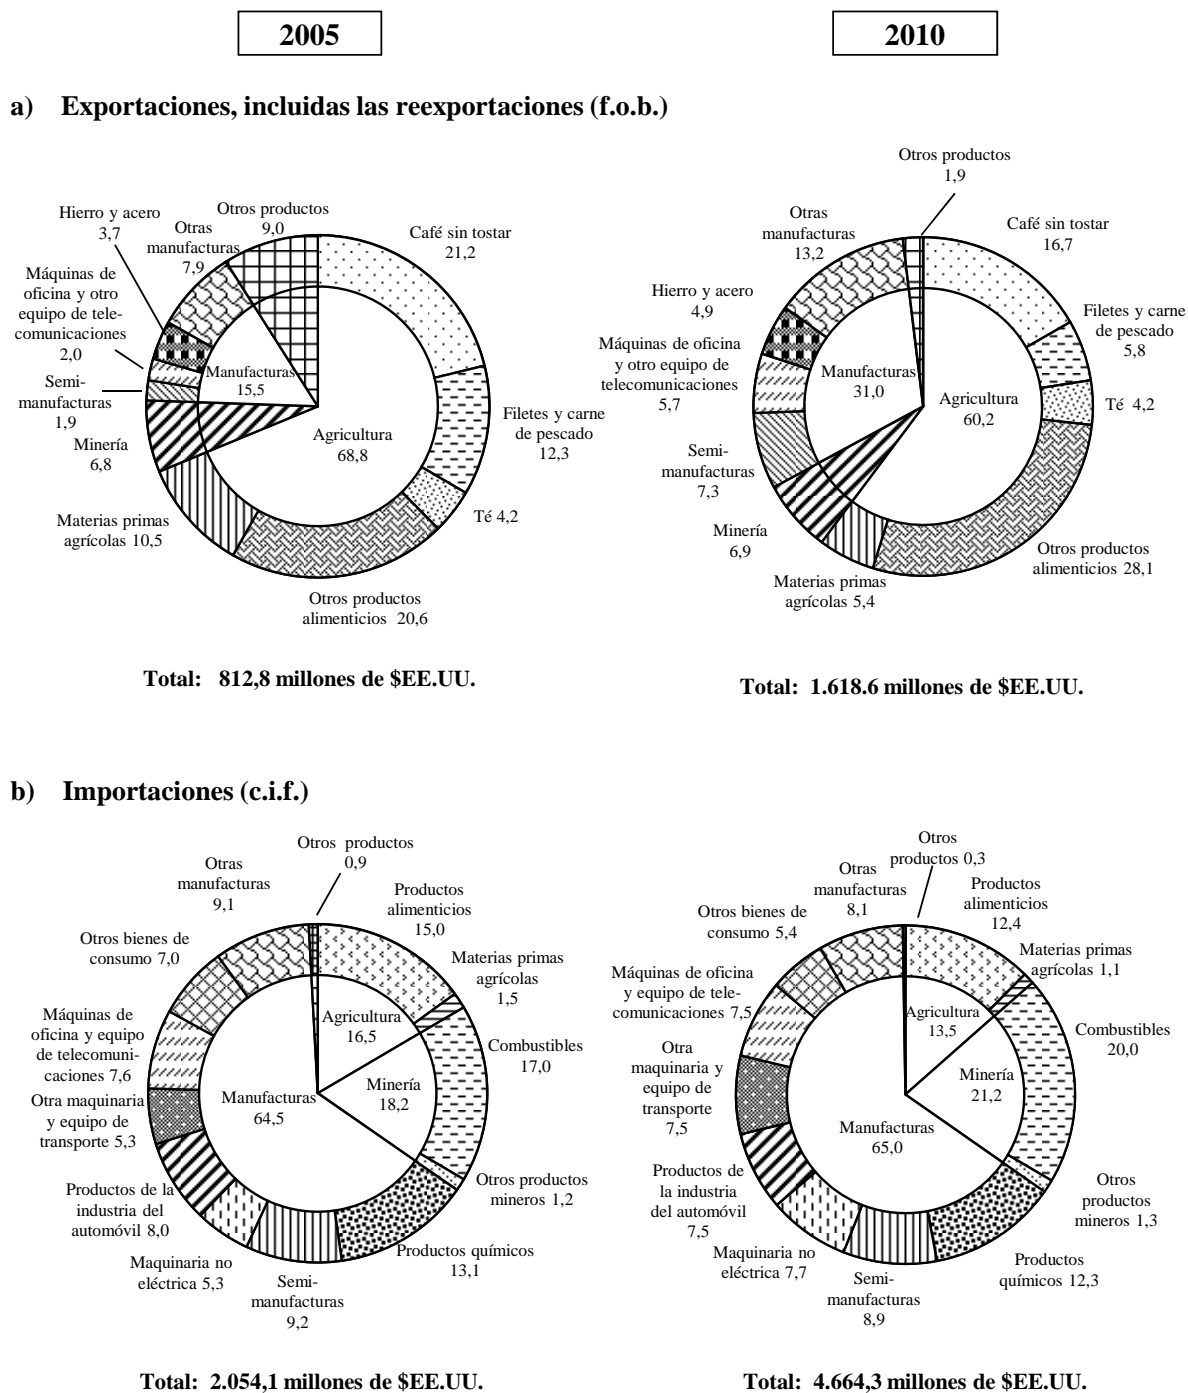 2005
2010
a) Exportaciones, incluidas las reexportaciones (f.o.b.)
Hierro y acero
3,7
Otras
manufacturas
7,9
Otros productos
9,0
Café sin tostar
21,2
Máquinas de
oficina y otro
equipo de tele-
comunicaciones
2,0
Semi-
manufacturas
1,9
Minería
6,8
Materias primas
agrícolas 10,5
Manufacturas
15,5
Agricultura
68,8
Filetes y carne
de pescado
12,3
Té 4,2
Otros productos
alimenticios 20,6
Total: 812,8 millones de $EE.UU.
Otros productos
1,9
Otras
manufacturas
13,2
Café sin tostar
16,7
Hierro y acero
4,9
Filetes y carne
de pescado
5,8
Máquinas de oficina
y otro equipo de
telecomunicaciones
5,7
Manufacturas
31,0
Agricultura
60,2
Té 4,2
Semi-
manufacturas
7,3
Minería
6,9
Materias primas
agrícolas 5,4
Otros productos
alimenticios 28,1
Total: 1.618.6 millones de $EE.UU.
b) Importaciones (c.i.f.)
Otros productos
0,9
Otras
manufacturas
9,1
Productos
alimenticios
15,0
Otros bienes de
consumo 7,0
Materias primas
agrícolas
1,5
Máquinas de
oficina y equipo
de telecomuni-
caciones 7,6
Agricultura
16,5
Combustibles
17,0
Minería
18,2
Manufacturas
64,5
Otra maquinaria
y equipo de
transporte 5,3
Productos de la
industria del
automóvil 8,0
Otros productos
mineros 1,2
Maquinaria no
eléctrica 5,3
Semi-
manufacturas
9,2
Productos químicos
13,1
Total: 2.054,1 millones de $EE.UU.
Otros
productos 0,3
Otras
manufacturas
8,1
Productos
alimenticios
12,4
Otros bienes de
consumo 5,4
Materias primas
agrícolas 1,1
Máquinas de oficina
y equipo de tele-
comunicaciones 7,5
Agricultura
13,5
Combustibles
20,0
Otra
maquinaria y
equipo de
transporte
7,5
Minería
21,2
Manufacturas
65,0
Productos de
la industria
del automóvil
7,5
Otros
productos
mineros 1,3
Maquinaria no
eléctrica 7,7
Semi-
manufacturas
8,9
Productos
químicos 12,3
Total: 4.664,3 millones de $EE.UU.